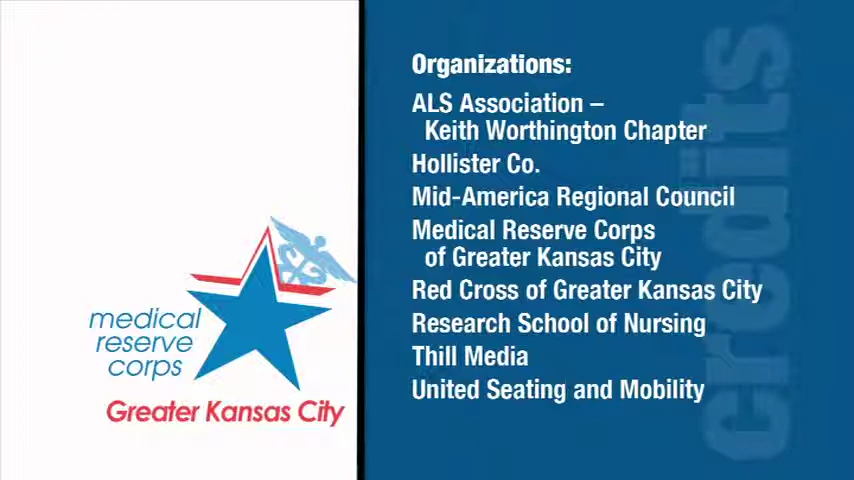 medical
reserve
corps
Greater Kansas City
Organizations:
ALS Association –
Keith Worthington Chapter
Hollister Co.
Mid-America Regional Council
Medical Reserve Corps
of Greater Kansas City
Red Cross of Greater Kansas City
Research School of Nursing
Thill Media
United Seating and Mobility
credits